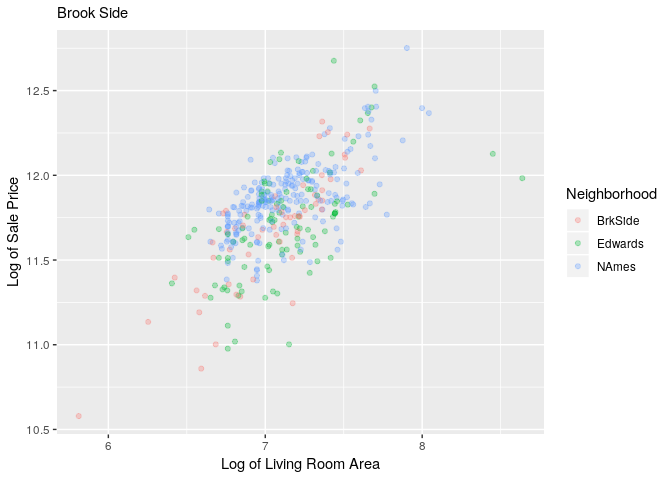 Brook Side
12.5
12.0
11.5
11.0
10.5
6
7
8
Log of Sale Price
Log of Living Room Area
Neighborhood
BrkSide
Edwards
NAmes